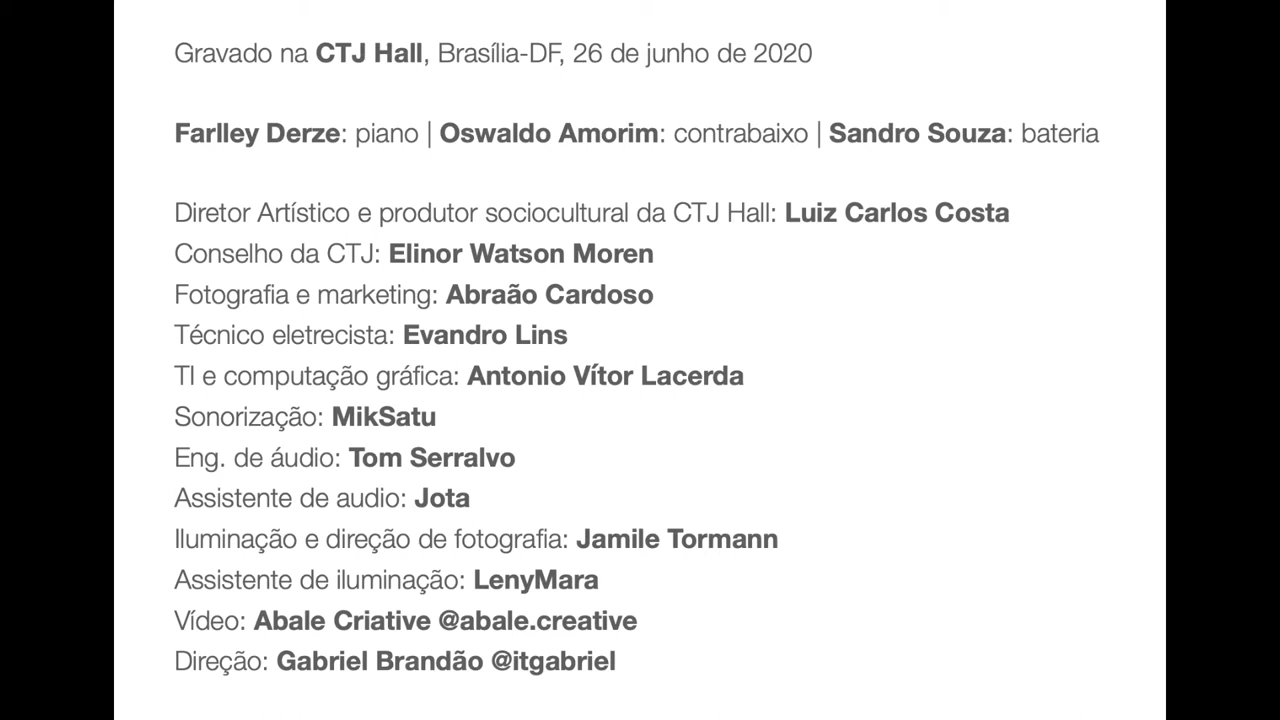 Gravado na CTJ Hall, Brasília-DF, 26 de junho de 2020
Farlley Derze: piano | Oswaldo Amorim: contrabaixo | Sandro Souza: bateria
Diretor Artístico e produtor sociocultural da CTJ Hall: Luiz Carlos Costa
Conselho da CTJ: Elinor Watson Moren
Fotografia e marketing: Abraão Cardoso
Técnico eletrecista: Evandro Lins
TI e computação gráfica: Antonio Vítor Lacerda
Sonorização: MikSatu
Eng. de áudio: Tom Serralvo
Assistente de audio: Jota
Iluminação e direção de fotografia: Jamile Tormann
Assistente de iluminação: LenyMara
Vídeo: Abale Criative @abale.creative
Direção: Gabriel Brandão @itgabriel